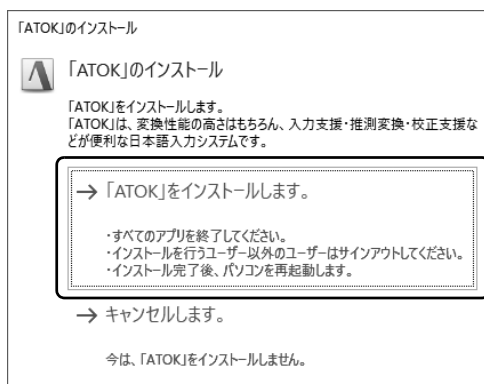 「ATOK」のインストール
「ATOK」のインストール
「ATOK」をインストールします。
「ATOK」は、変換性能の高さはもちろん、入力支援・推測変換・校正支援な
どが便利な日本語入力システムです。
→ 「ATOK」をインストールします。
・すべてのアプリを終了してください。
・インストールを行うユーザー以外のユーザーはサインアウトしてください。
・インストール完了後、パソコンを再起動します。
→ キャンセルします。
今は、「ATOK」をインストールしません。